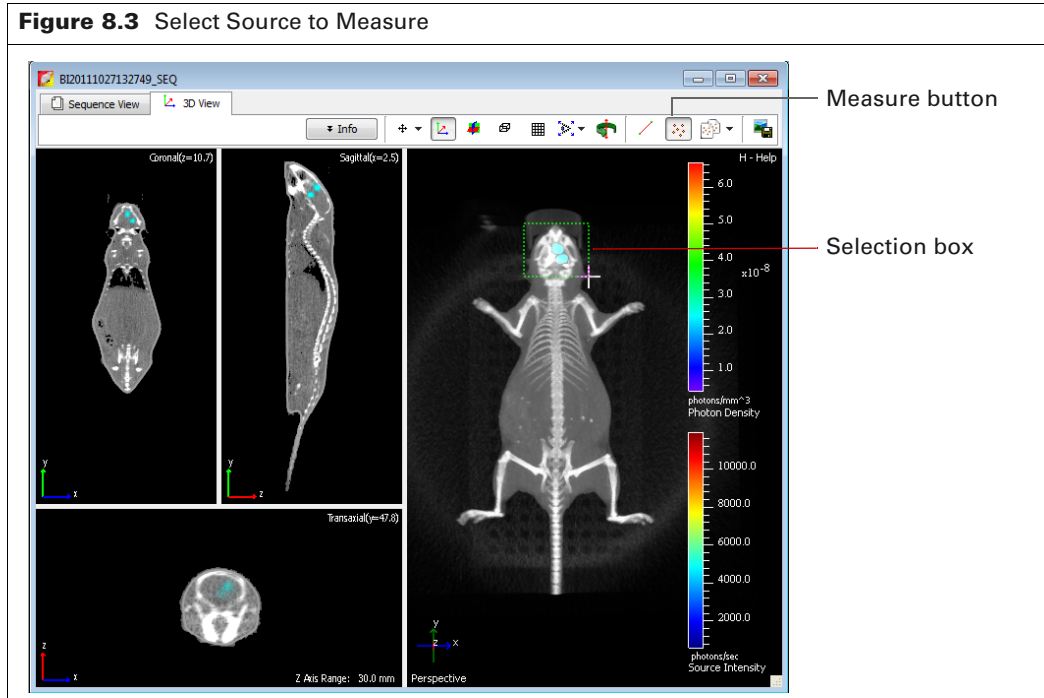 Figure 8.3 Select Source to Measure
BI20111027132749_SEQ
Sequence View
3D View
Info
Measure button
Coronal(z=10.7)
Sagittal(x=2.5)
H - Help
6.0
5.0
Selection box
4.0
x10-8
3.0
2.0
1.0
photons/mm^3
Photon Density
y
x
y
z
10000.0
Transaxial(y=47.8)
8000.0
6000.0
4000.0
2000.0
y
z
x
z
x
photons/sec
Source Intensity
Z Axis Range: 30.0 mm
Perspective